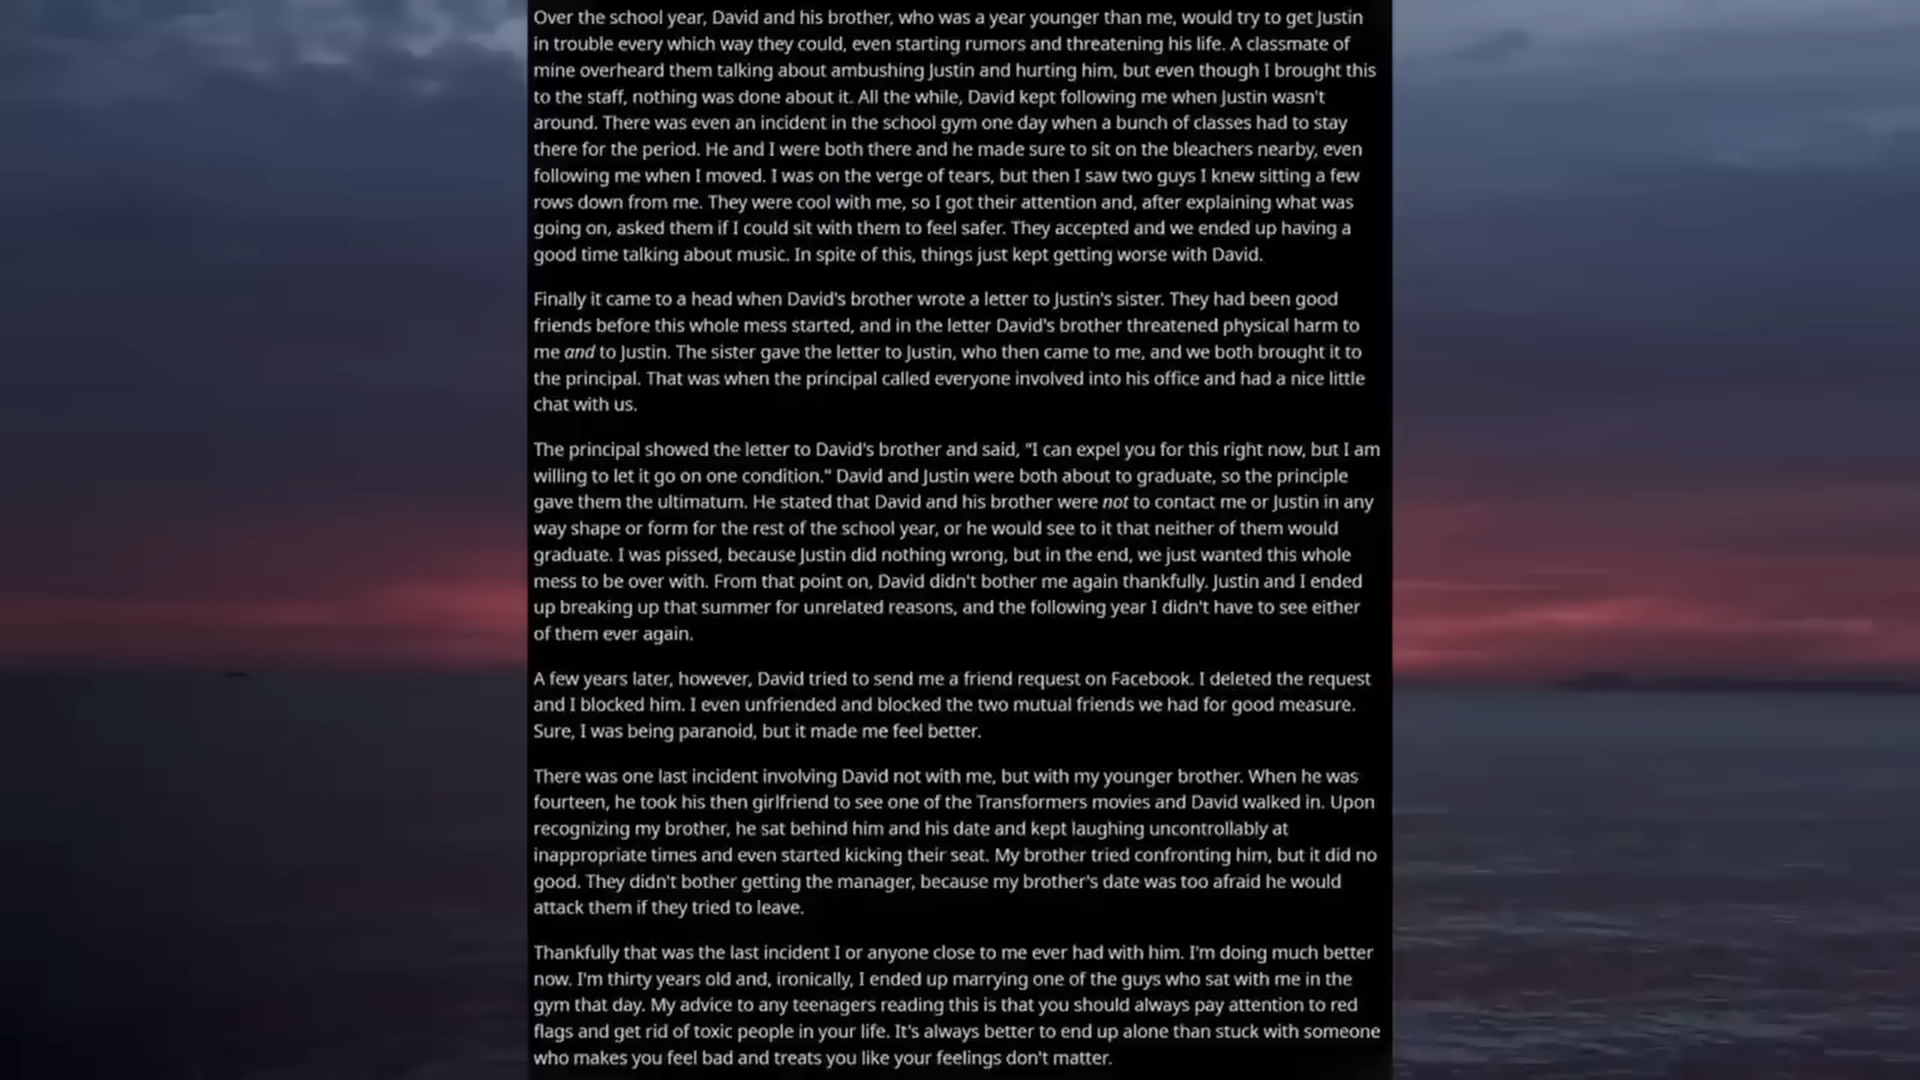 Over the school year, David and his brother, who was a year younger than me, would try to get Justin
in trouble every which way they could, even starting rumors and threatening his life. A classmate of
mine overheard them talking about ambushing Justin and hurting him, but even though I brought this
to the staff, nothing was done about it. All the while, David kept following me when Justin wasn't
around. There was even an incident in the school gym one day when a bunch of classes had to stay
there for the period. He and I were both there and he made sure to sit on the bleachers nearby, even
following me when I moved. I was on the verge of tears, but then I saw two guys I knew sitting a few
rows down from me. They were cool with me, so I got their attention and, after explaining what was
going on, asked them if I could sit with them to feel safer. They accepted and we ended up having a
good time talking about music. In spite of this, things just kept getting worse with David.
Finally it came to a head when David's brother wrote a letter to Justin's sister. They had been good
friends before this whole mess started, and in the letter David's brother threatened physical harm to
me and to Justin. The sister gave the letter to Justin, who then came to me, and we both brought it to
the principal. That was when the principal called everyone involved into his office and had a nice little
chat with us.
The principal showed the letter to David's brother and said, "I can expel you for this right now, but I am
willing to let it go on one condition." David and Justin were both about to graduate, so the principle
gave them the ultimatum. He stated that David and his brother were not to contact me or Justin in any
way shape or form for the rest of the school year, or he would see to it that neither of them would
graduate. I was pissed, because Justin did nothing wrong, but in the end, we just wanted this whole
mess to be over with. From that point on, David didn't bother me again thankfully. Justin and I ended
up breaking up that summer for unrelated reasons, and the following year I didn't have to see either
of them ever again.
A few years later, however, David tried to send me a friend request on Facebook. I deleted the request
and I blocked him. I even unfriended and blocked the two mutual friends we had for good measure.
Sure, I was being paranoid, but it made me feel better.
There was one last incident involving David not with me, but with my younger brother. When he was
fourteen, he took his then girlfriend to see one of the Transformers movies and David walked in. Upon
recognizing my brother, he sat behind him and his date and kept laughing uncontrollably at
inappropriate times and even started kicking their seat. My brother tried confronting him, but it did no
good. They didn't bother getting the manager, because my brother's date was too afraid he would
attack them if they tried to leave.
Thankfully that was the last incident I or anyone close to me ever had with him. I'm doing much better
now. I'm thirty years old and, ironically, I ended up marrying one of the guys who sat with me in the
gym that day. My advice to any teenagers reading this is that you should always pay attention to red
flags and get rid of toxic people in your life. It's always better to end up alone than stuck with someone
who makes you feel bad and treats you like your feelings don't matter.